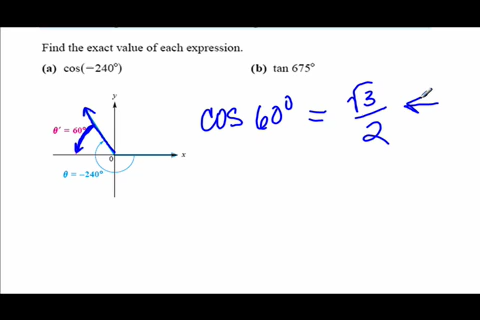 Find the exact value of each expression.
(a) cos(−240°) (b) tan 675°
cos 60° = √3/2 ←
y
θ′ = 60°
x
0
θ = −240°